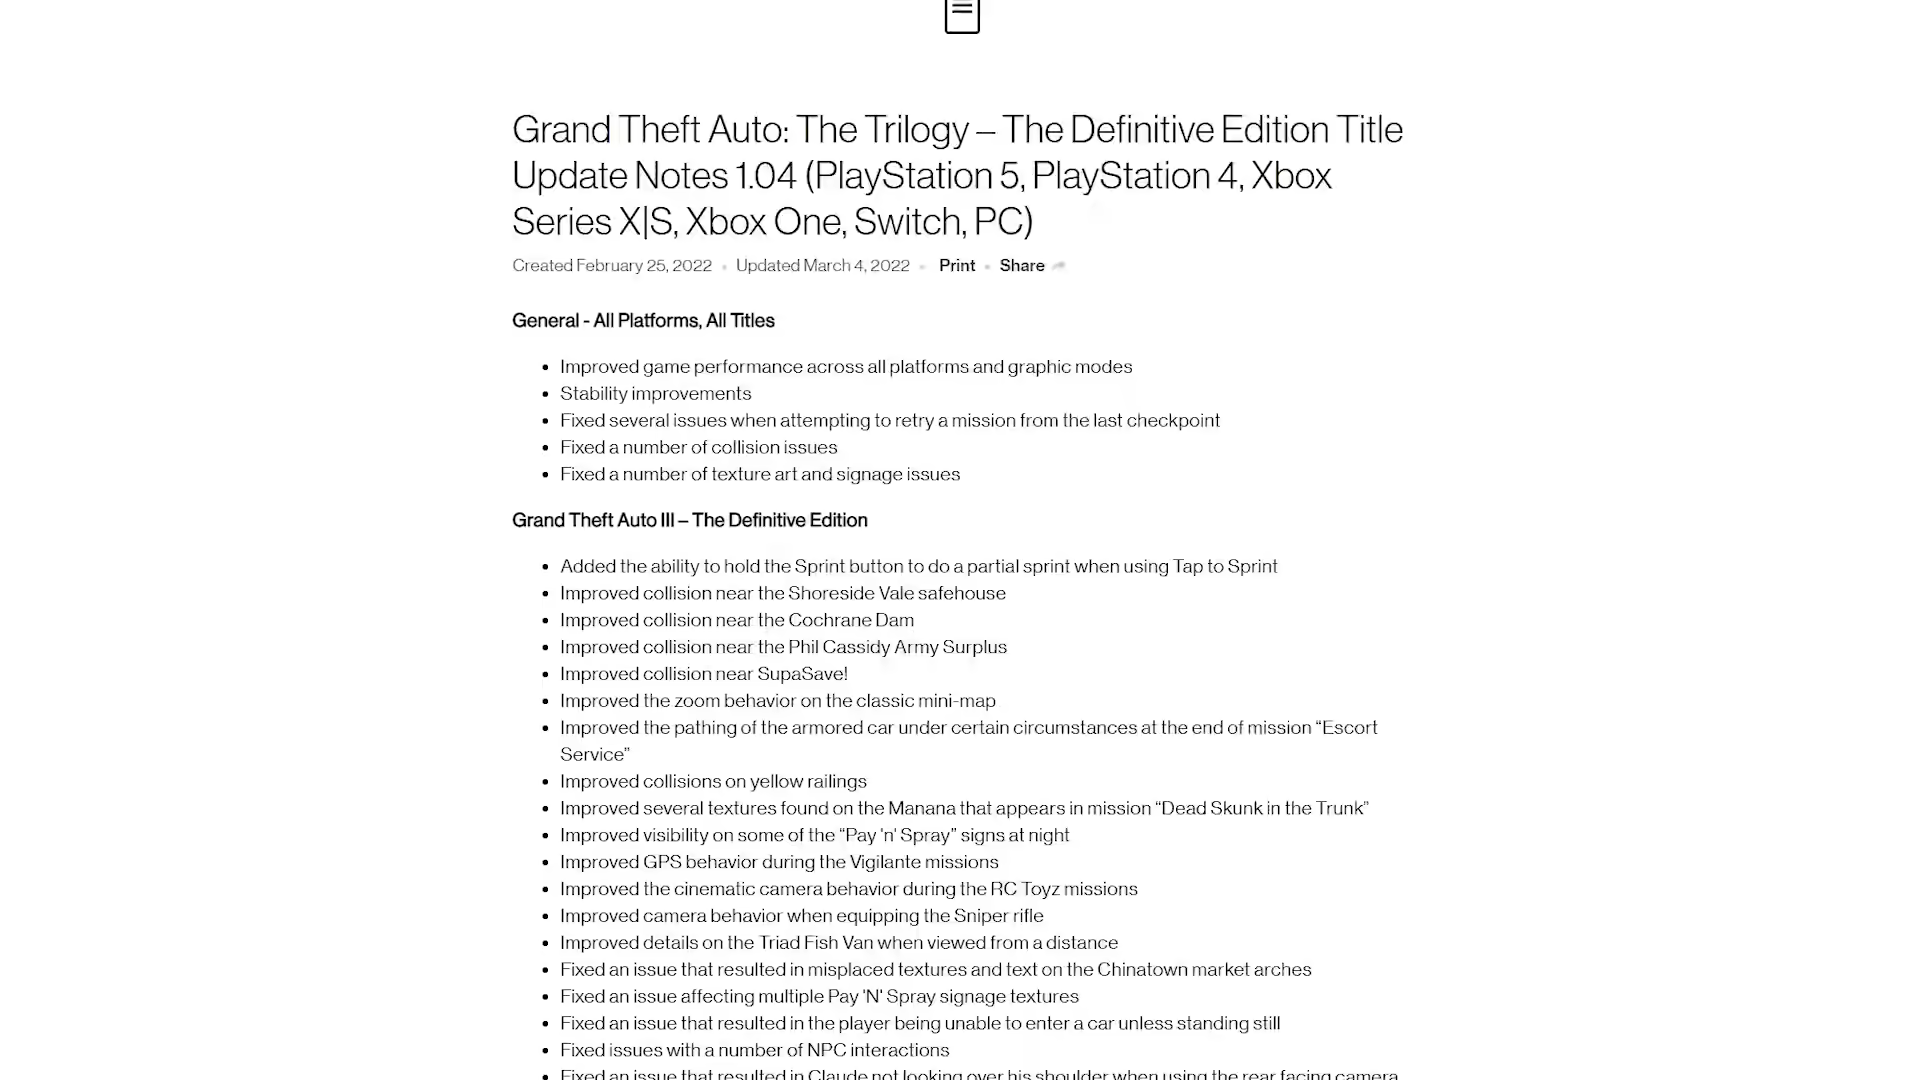 Grand Theft Auto: The Trilogy – The Definitive Edition Title
Update Notes 1.04 (PlayStation 5, PlayStation 4, Xbox
Series X|S, Xbox One, Switch, PC)
Created February 25, 2022 • Updated March 4, 2022 • Print • Share
General - All Platforms, All Titles
• Improved game performance across all platforms and graphic modes
• Stability improvements
• Fixed several issues when attempting to retry a mission from the last checkpoint
• Fixed a number of collision issues
• Fixed a number of texture art and signage issues
Grand Theft Auto III – The Definitive Edition
• Added the ability to hold the Sprint button to do a partial sprint when using Tap to Sprint
• Improved collision near the Shoreside Vale safehouse
• Improved collision near the Cochrane Dam
• Improved collision near the Phil Cassidy Army Surplus
• Improved collision near SupaSave!
• Improved the zoom behavior on the classic mini-map
• Improved the pathing of the armored car under certain circumstances at the end of mission “Escort
Service”
• Improved collisions on yellow railings
• Improved several textures found on the Manana that appears in mission “Dead Skunk in the Trunk”
• Improved visibility on some of the “Pay 'n' Spray” signs at night
• Improved GPS behavior during the Vigilante missions
• Improved the cinematic camera behavior during the RC Toyz missions
• Improved camera behavior when equipping the Sniper rifle
• Improved details on the Triad Fish Van when viewed from a distance
• Fixed an issue that resulted in misplaced textures and text on the Chinatown market arches
• Fixed an issue affecting multiple Pay 'N' Spray signage textures
• Fixed an issue that resulted in the player being unable to enter a car unless standing still
• Fixed issues with a number of NPC interactions
• Fixed an issue that resulted in Claude not looking over his shoulder when using the rear facing camera